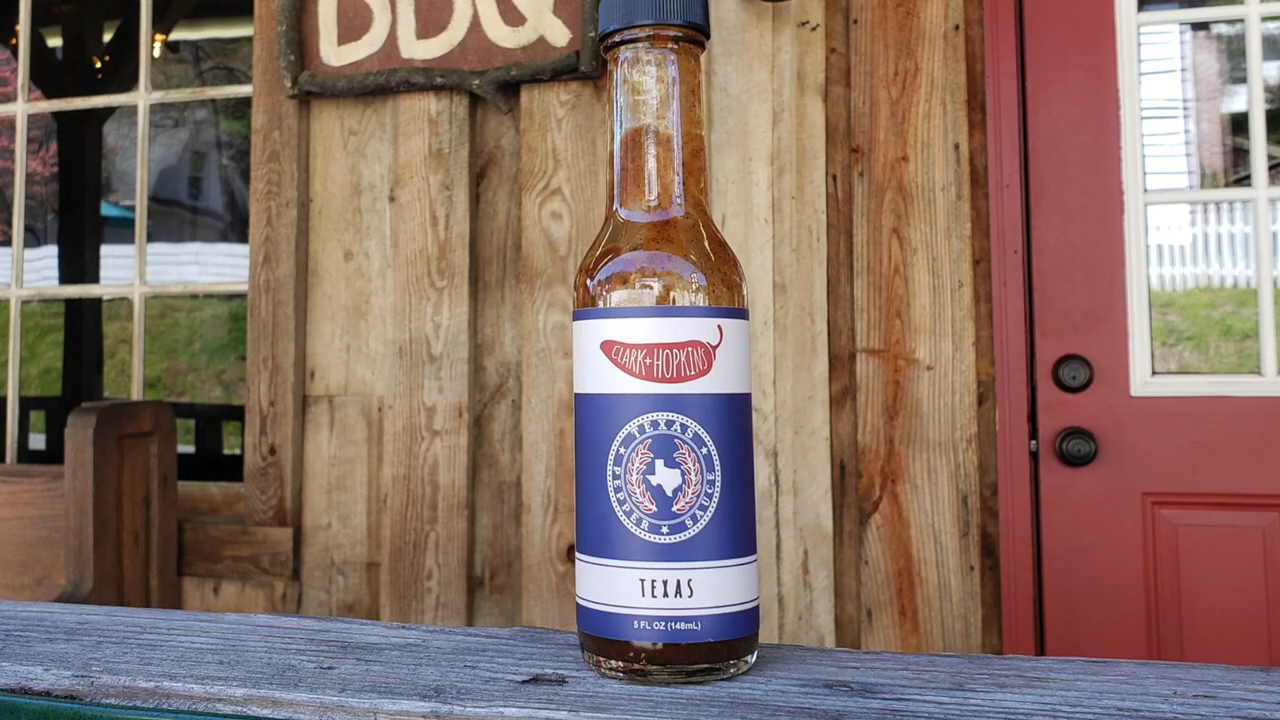 BBQ
CLARK+HOPKINS
TEXAS
PEPPER SAUCE
TEXAS
5 FL OZ (148mL)